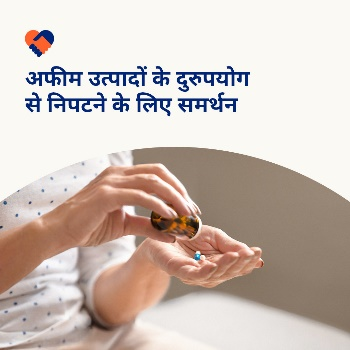 अफीम उत्पादों के दुरुपयोग
से निपटने के लिए समर्थन